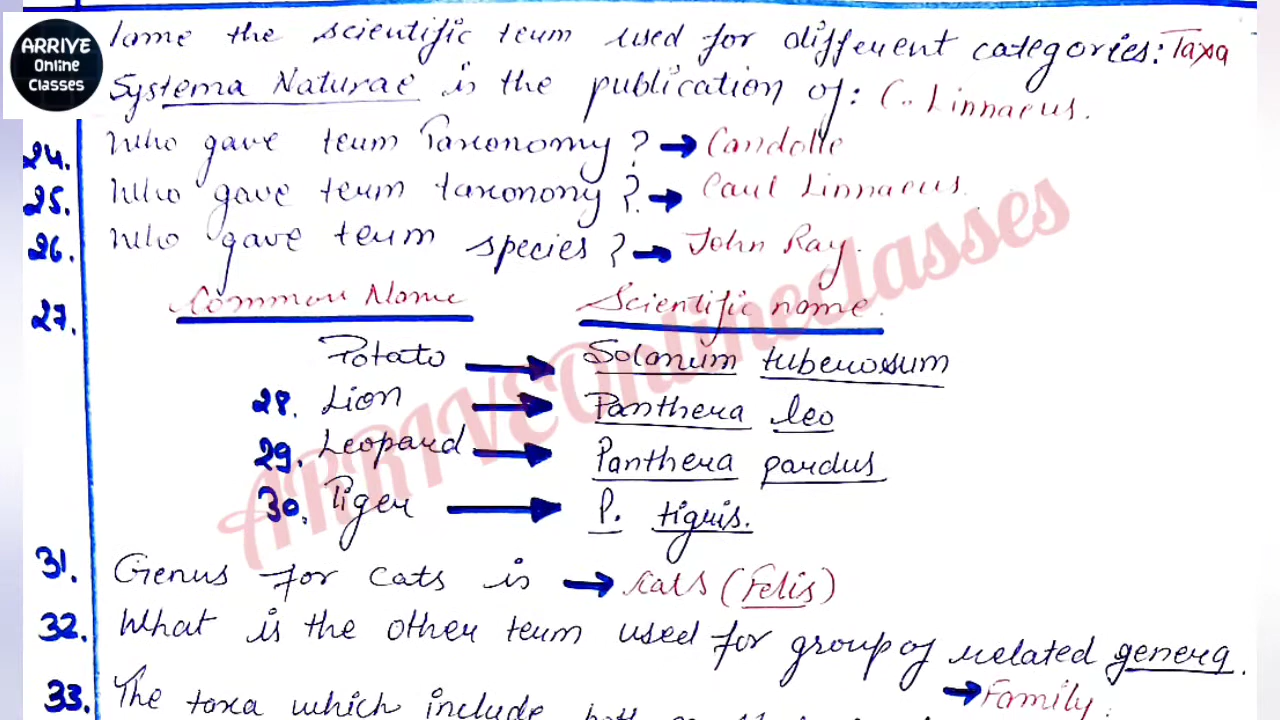 ARRIVE
Online
Classes
Name the scientific term used for different categories: Taxa
Systema Naturae is the publication of: C. Linnaeus.
24. Who gave term Taxonomy? → Candolle
25. Who gave term taxonomy? → Carl Linnaeus.
26. Who gave term species? → John Ray.
27. Common Name Scientific name.
Potato → Solanum tuberossum
28. Lion → Panthera leo
29. Leopard → Panthera pardus
30. Tiger → P. tigris.
31. Genus for cats is → cats (Felis)
32. What is the other term used for group of related genera.
→ Family.
33. The taxa which include
ARRIVEOnlineclasses